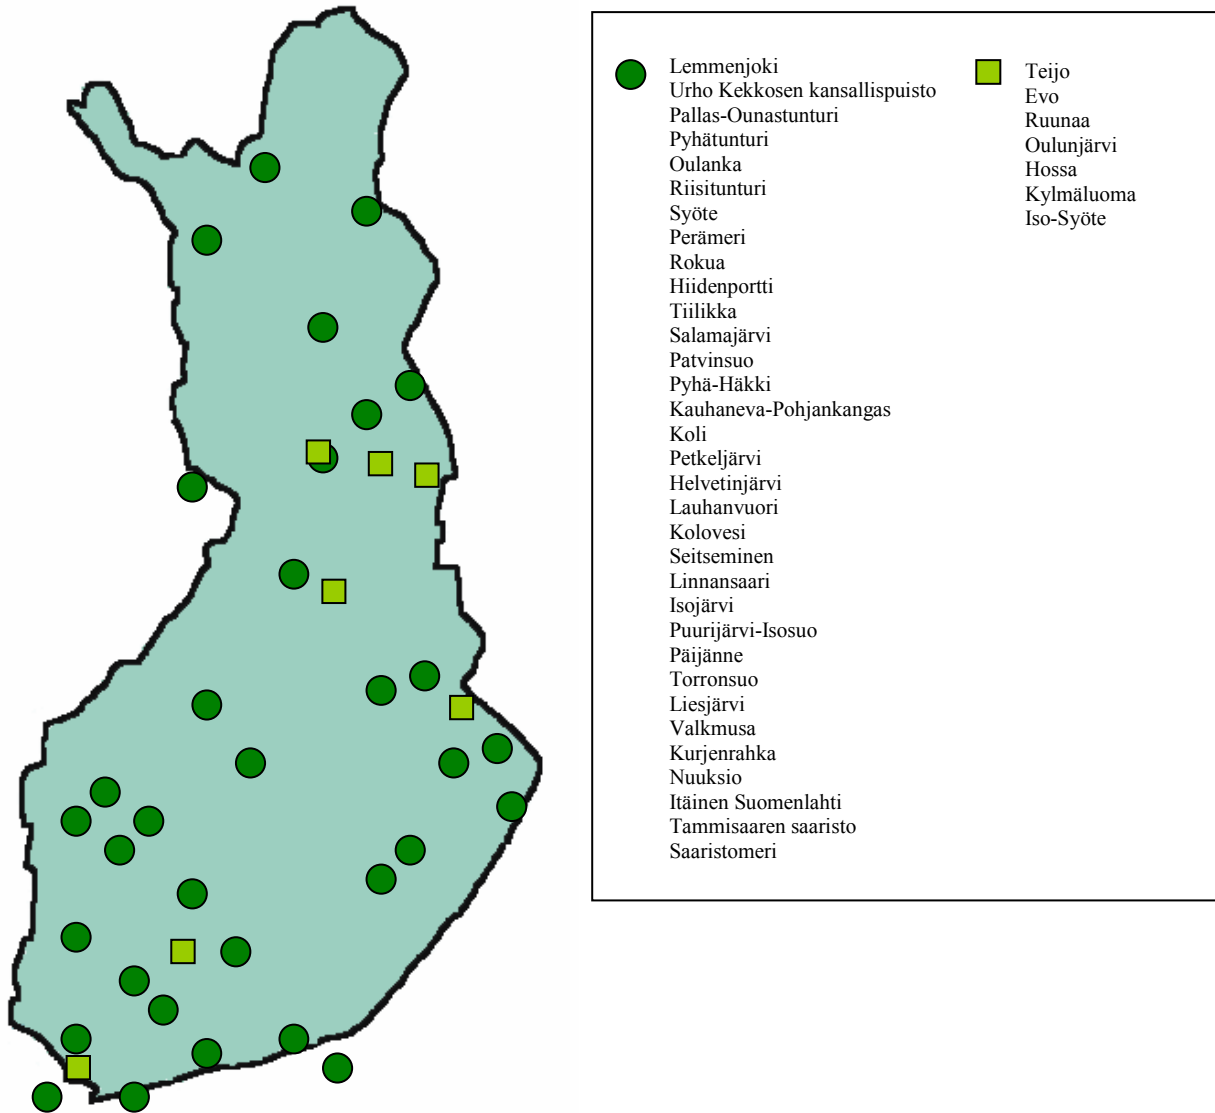 Lemmenjoki
Urho Kekkosen kansallispuisto
Pallas-Ounastunturi
Pyhätunturi
Oulanka
Riisitunturi
Syöte
Perämeri
Rokua
Hiidenportti
Tiilikka
Salamajärvi
Patvinsuo
Pyhä-Häkki
Kauhaneva-Pohjankangas
Koli
Petkeljärvi
Helvetinjärvi
Lauhanvuori
Kolovesi
Seitseminen
Linnansaari
Isojärvi
Puurijärvi-Isosuo
Päijänne
Torronsuo
Liesjärvi
Valkmusa
Kurjenrahka
Nuuksio
Itäinen Suomenlahti
Tammisaaren saaristo
Saaristomeri
Teijo
Evo
Ruunaa
Oulunjärvi
Hossa
Kylmäluoma
Iso-Syöte